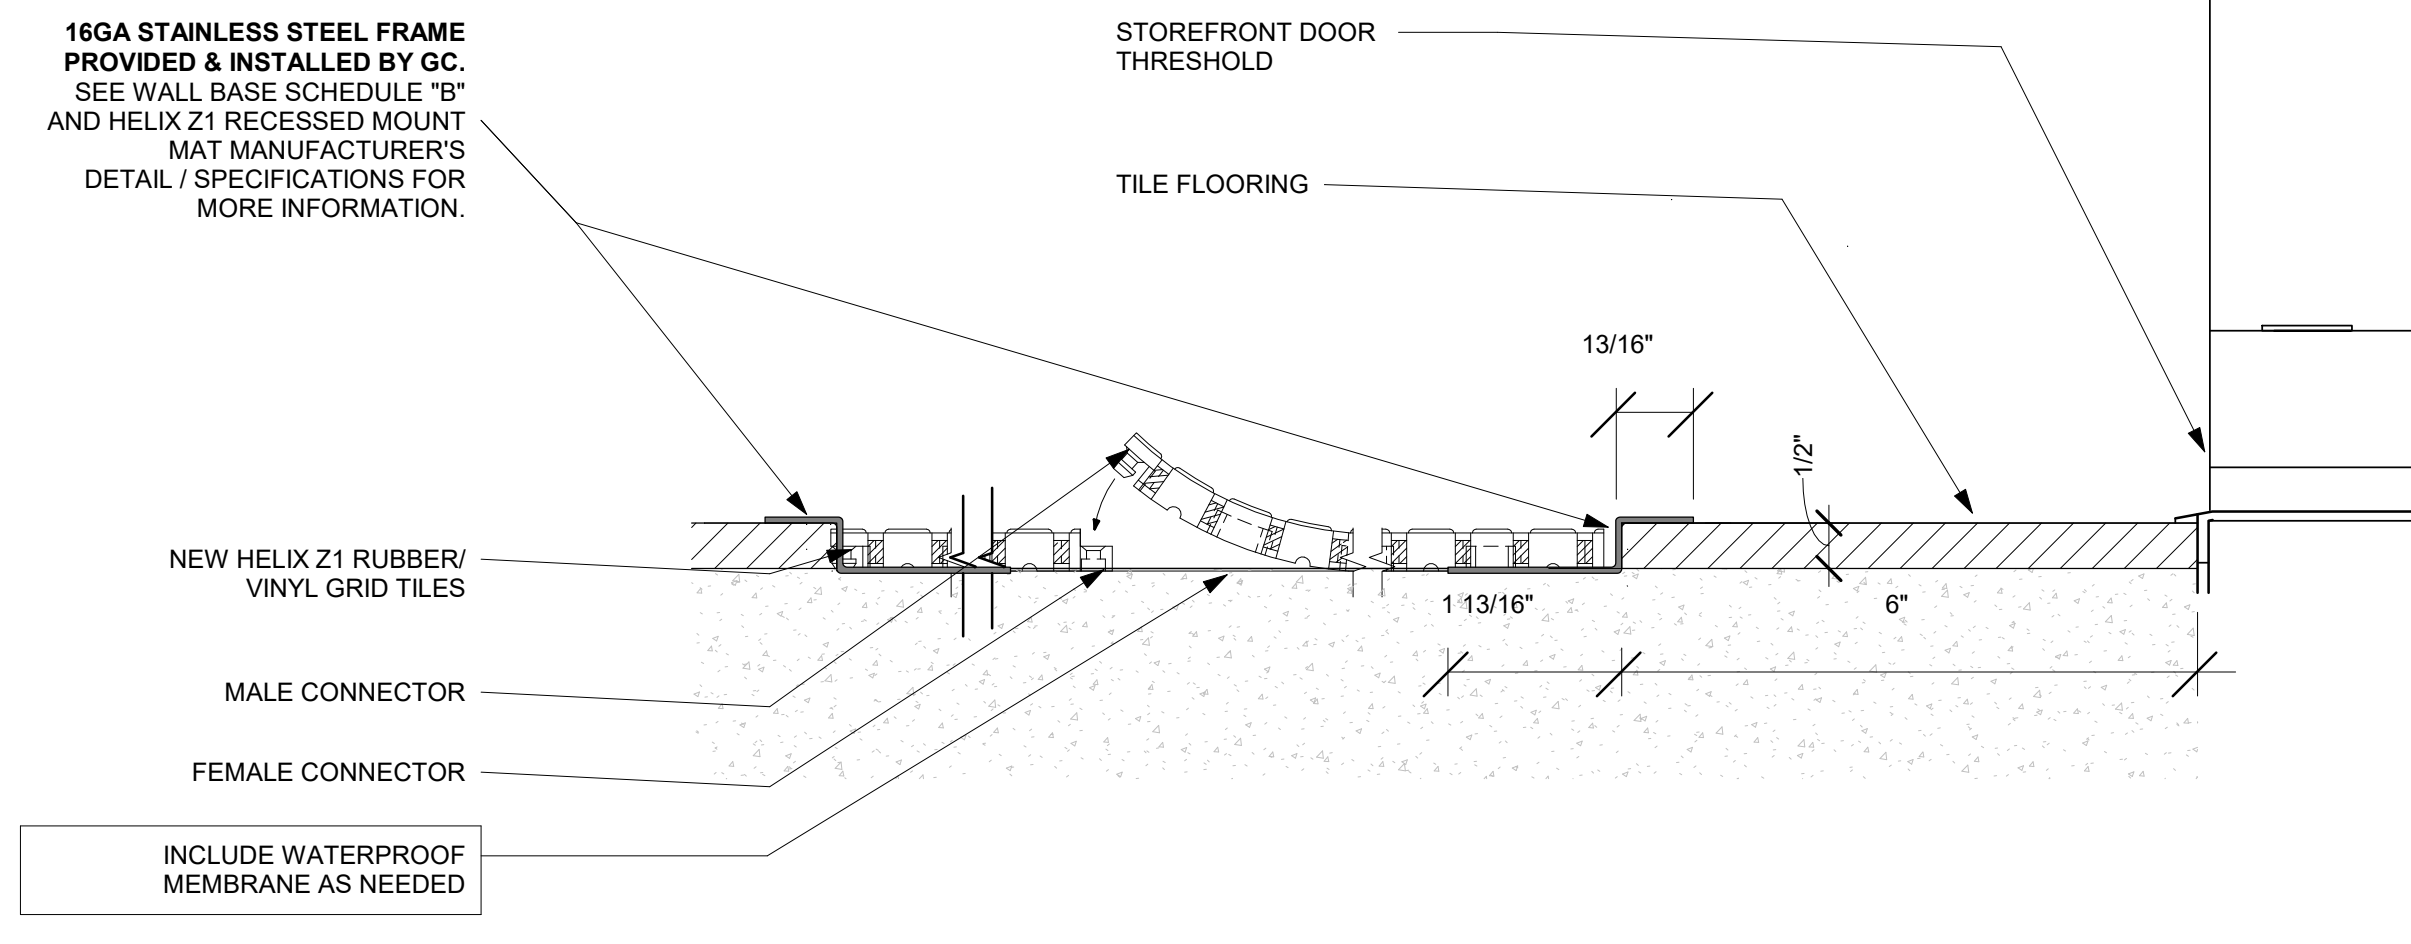 16GA STAINLESS STEEL FRAME
PROVIDED & INSTALLED BY GC.
SEE WALL BASE SCHEDULE "B"
AND HELIX Z1 RECESSED MOUNT
MAT MANUFACTURER'S
DETAIL / SPECIFICATIONS FOR
MORE INFORMATION.
STOREFRONT DOOR
THRESHOLD
TILE FLOORING
13/16"
1/2"
NEW HELIX Z1 RUBBER/
VINYL GRID TILES
1 13/16"
6"
MALE CONNECTOR
FEMALE CONNECTOR
INCLUDE WATERPROOF
MEMBRANE AS NEEDED